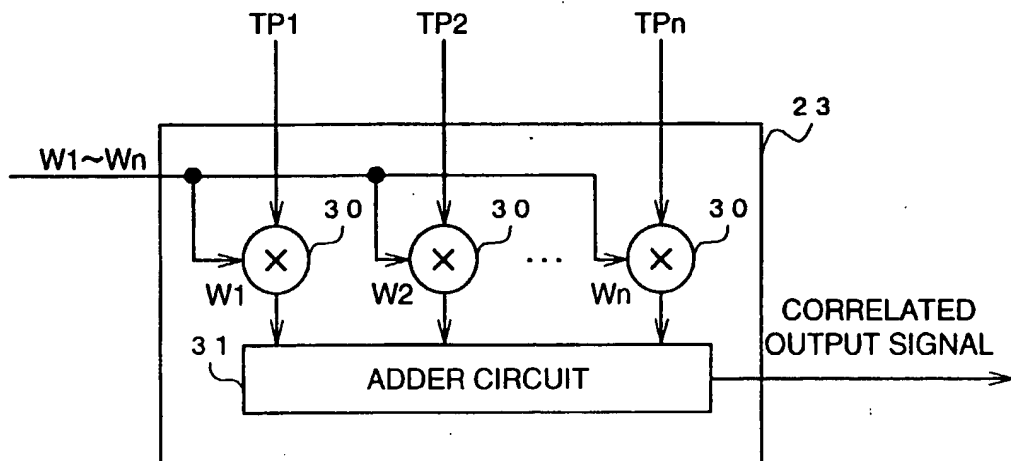 TP1 TP2 TPn
23
W1~Wn
30 30 30
× × ×
...
W1 W2 Wn
CORRELATED
OUTPUT SIGNAL
31
ADDER CIRCUIT